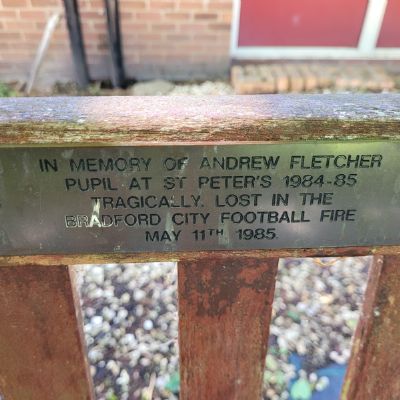 IN MEMORY OF ANDREW FLETCHER
PUPIL AT ST PETER'S 1984-85
TRAGICALLY, LOST IN THE
BRADFORD CITY FOOTBALL FIRE
MAY 11TH 1985.